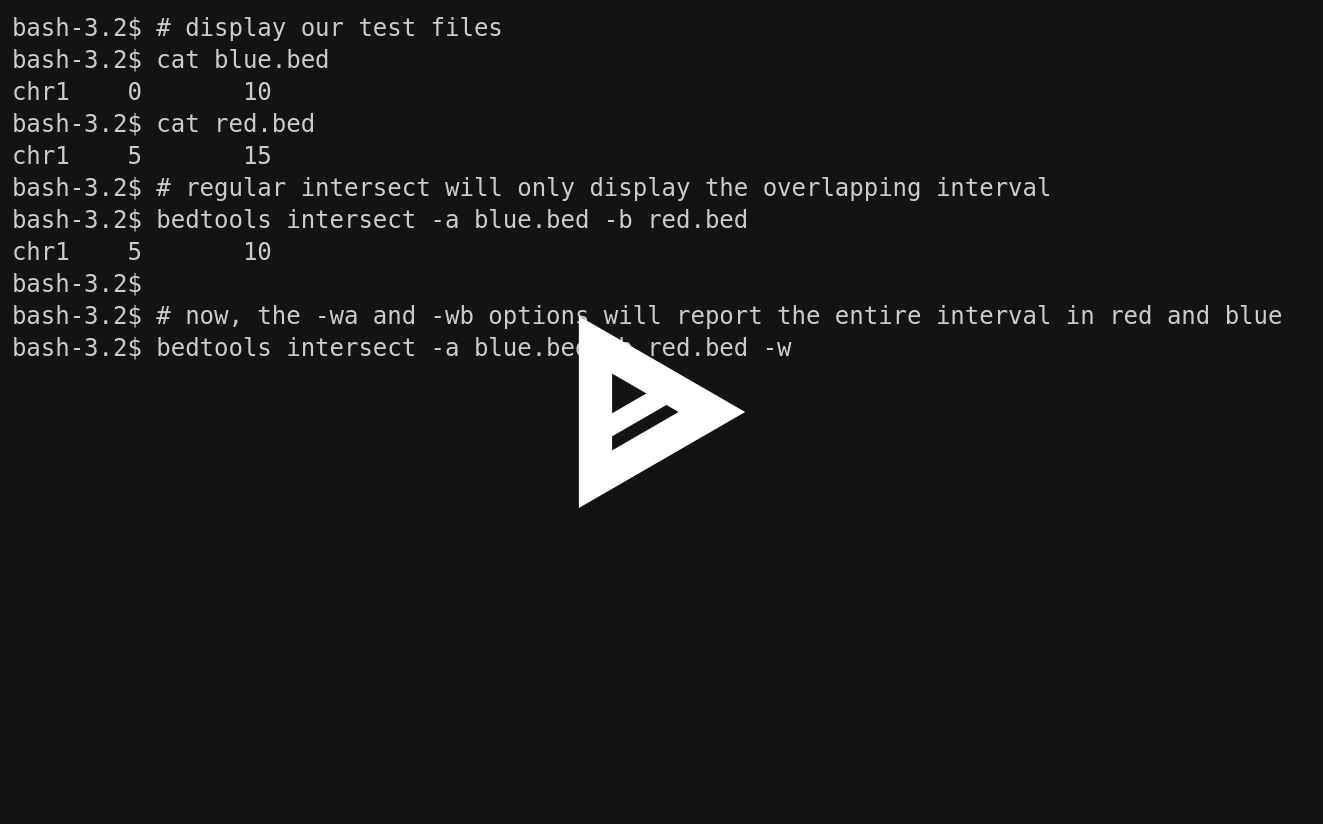 bash-3.2$ # display our test files
bash-3.2$ cat blue.bed
chr1    0       10
bash-3.2$ cat red.bed
chr1    5       15
bash-3.2$ # regular intersect will only display the overlapping interval
bash-3.2$ bedtools intersect -a blue.bed -b red.bed
chr1    5       10
bash-3.2$
bash-3.2$ # now, the -wa and -wb options will report the entire interval in red and blue
bash-3.2$ bedtools intersect -a blue.bed red.bed -w